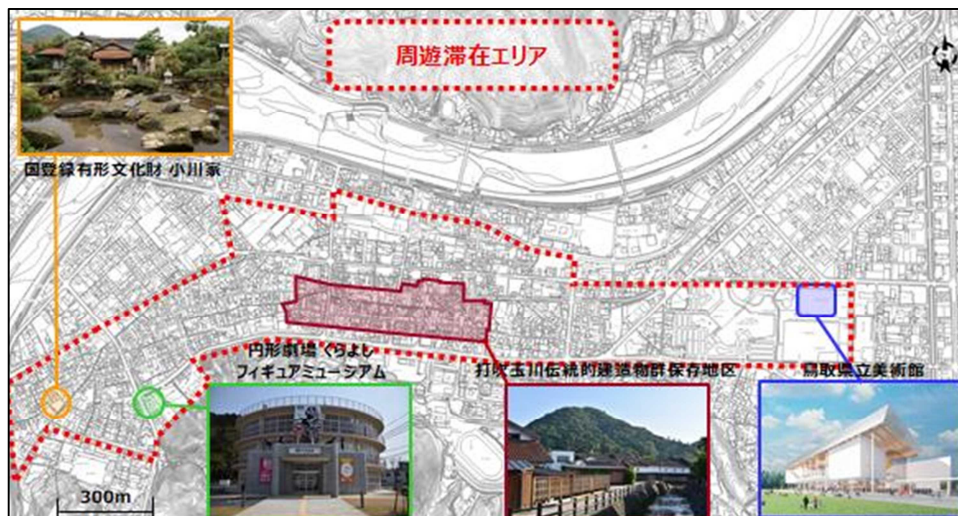 周遊滞在エリア
国登録有形文化財 小川家
円形劇場 くらよし
フィギュアミュージアム
打吹玉川伝統的建造物群保存地区
鳥取県立美術館
300m